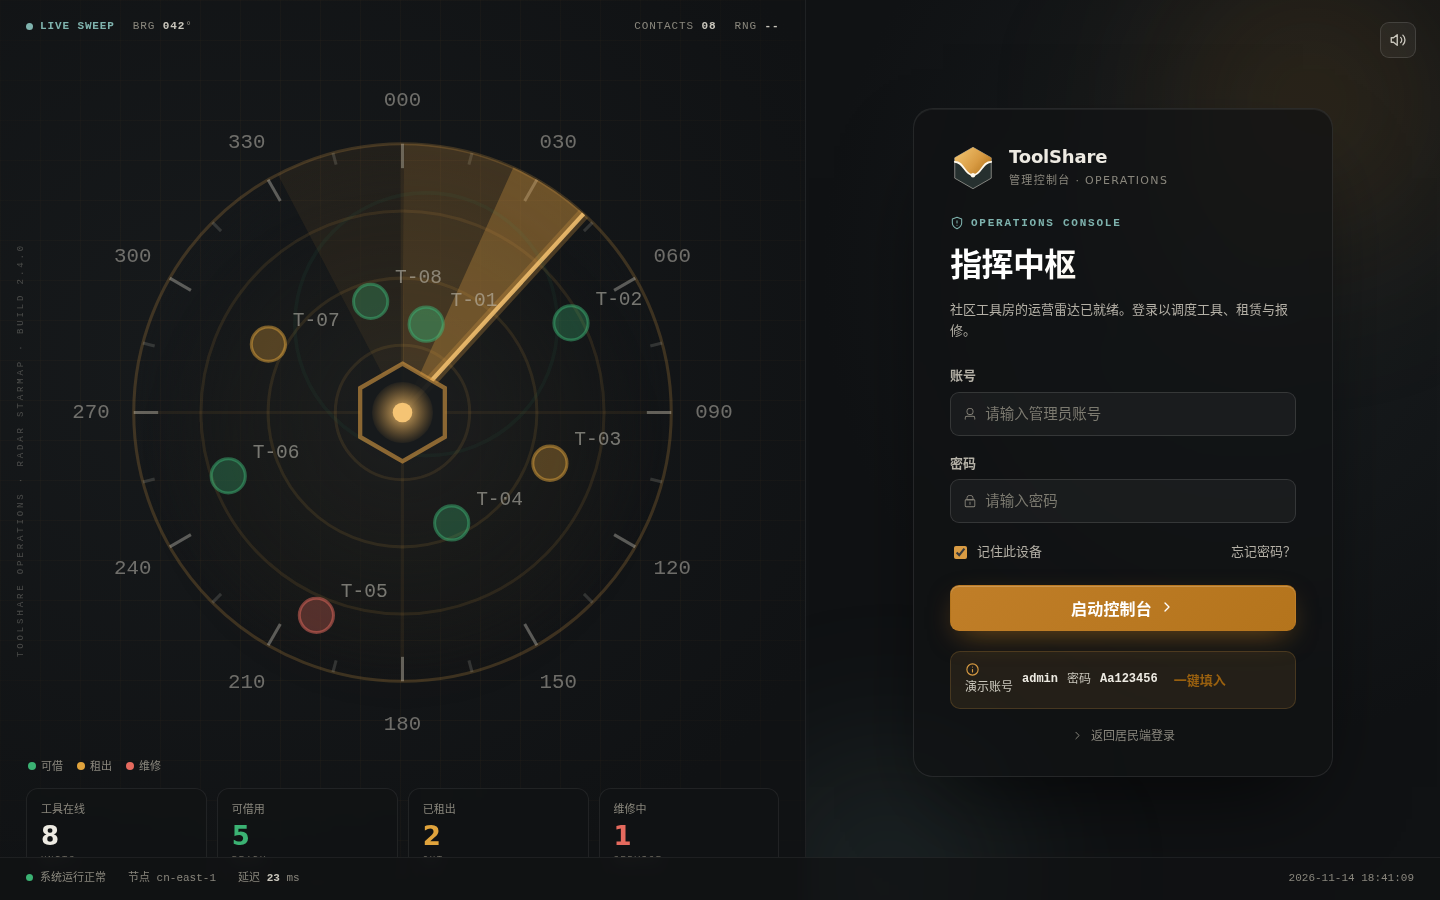 LIVE SWEEP BRG 042°
CONTACTS 08 RNG --
000
330
030
300
060
T-08
T-01
T-02
T-07
270
090
T-03
T-06
T-04
240
120
T-05
210
150
180
TOOLSHARE OPERATIONS · RADAR STARMAP · BUILD 2.4.0
可借 租出 维修
工具在线
8
可借用
5
已租出
2
维修中
1
ToolShare
管理控制台 · OPERATIONS
OPERATIONS CONSOLE
指挥中枢
社区工具房的运营雷达已就绪。登录以调度工具、租赁与报
修。
账号
请输入管理员账号
密码
请输入密码
记住此设备
忘记密码?
启动控制台
演示账号 admin 密码 Aa123456 一键填入
返回居民端登录
系统运行正常 节点 cn-east-1 延迟 23 ms
2026-11-14 18:41:09